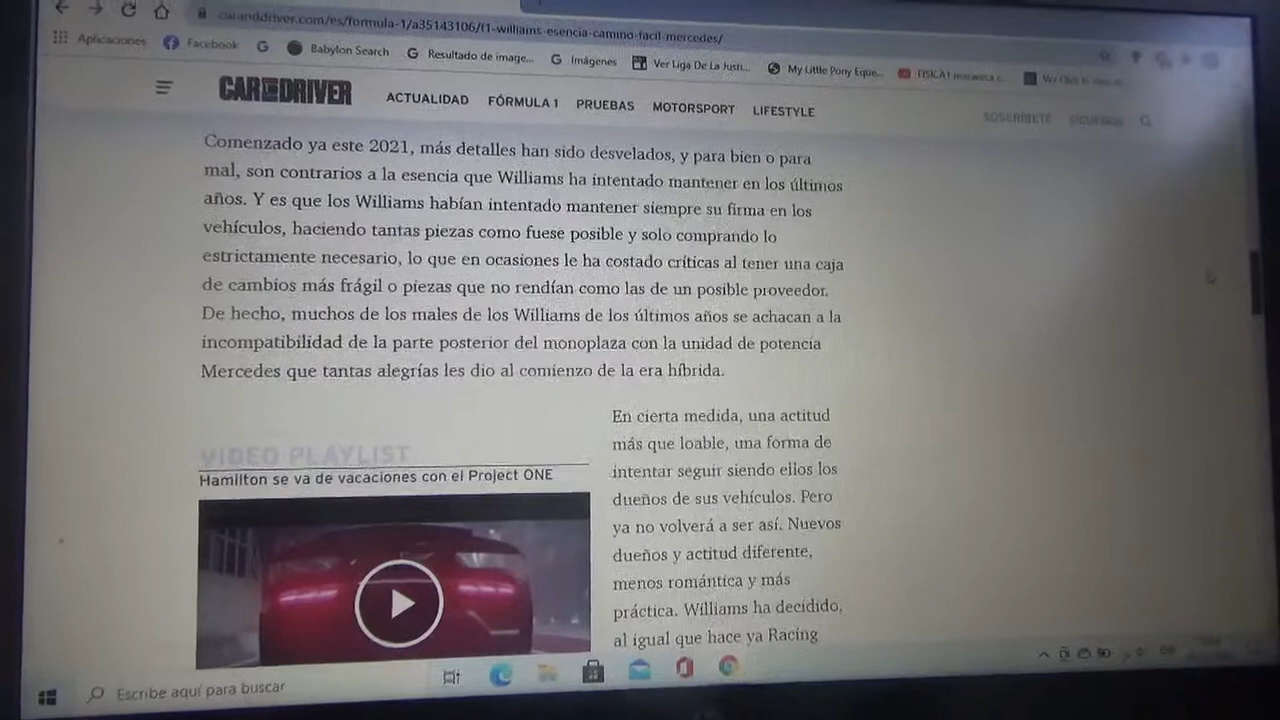 caranddriver.com/es/formula-1/a35143106/f1-williams-esencia-camino-facil-mercedes/
Aplicaciones Facebook Babylon Search Resultado de image... Imágenes Ver Liga De La Justi... My Little Pony Eque...
CAR AND DRIVER ACTUALIDAD FÓRMULA 1 PRUEBAS MOTORSPORT LIFESTYLE SUSCRÍBETE SÍGUENOS
Comenzado ya este 2021, más detalles han sido desvelados, y para bien o para
mal, son contrarios a la esencia que Williams ha intentado mantener en los últimos
años. Y es que los Williams habían intentado mantener siempre su firma en los
vehículos, haciendo tantas piezas como fuese posible y solo comprando lo
estrictamente necesario, lo que en ocasiones le ha costado críticas al tener una caja
de cambios más frágil o piezas que no rendían como las de un posible proveedor.
De hecho, muchos de los males de los Williams de los últimos años se achacan a la
incompatibilidad de la parte posterior del monoplaza con la unidad de potencia
Mercedes que tantas alegrías les dio al comienzo de la era híbrida.
VIDEO PLAYLIST
Hamilton se va de vacaciones con el Project ONE
En cierta medida, una actitud
más que loable, una forma de
intentar seguir siendo ellos los
dueños de sus vehículos. Pero
ya no volverá a ser así. Nuevos
dueños y actitud diferente,
menos romántica y más
práctica. Williams ha decidido,
al igual que hace ya Racing
Escribe aquí para buscar